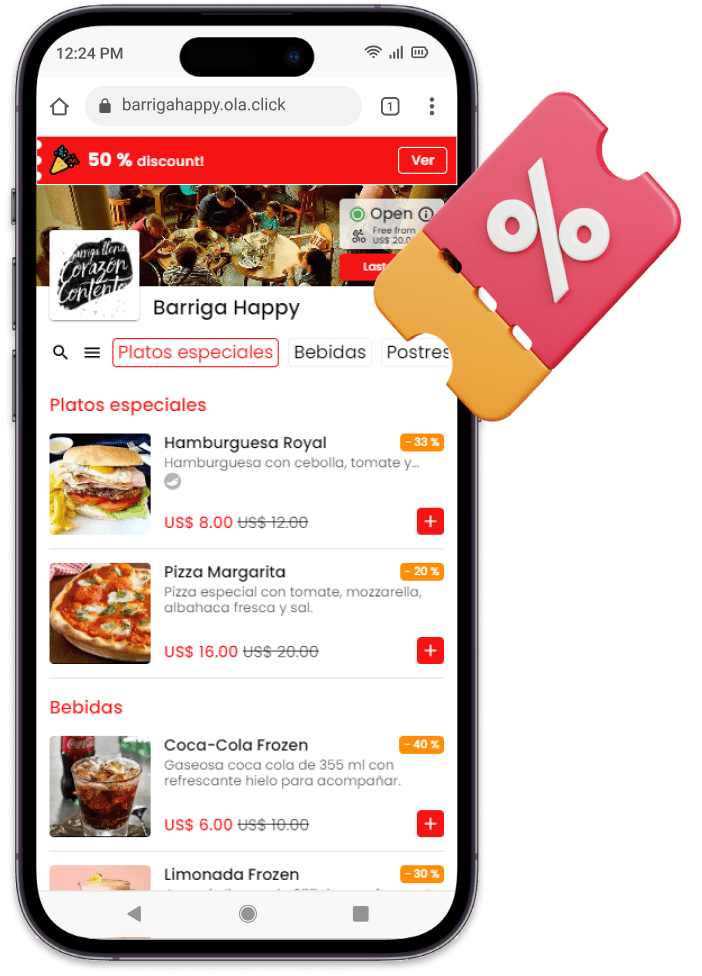 12:24 PM
barrigahappy.ola.click
1
50 % discount!
Ver
Open
Free from
US$ 20.0
Last
Barriga llena
Corazón
Contento
Barriga Happy
Platos especiales
Bebidas
Postres
Platos especiales
Hamburguesa Royal
- 33 %
Hamburguesa con cebolla, tomate y...
US$ 8.00 US$ 12.00
+
Pizza Margarita
- 20 %
Pizza especial con tomate, mozzarella,
albahaca fresca y sal.
US$ 16.00 US$ 20.00
+
Bebidas
Coca-Cola Frozen
- 40 %
Gaseosa coca cola de 355 ml con
refrescante hielo para acompañar.
US$ 6.00 US$ 10.00
+
Limonada Frozen
- 30 %
%